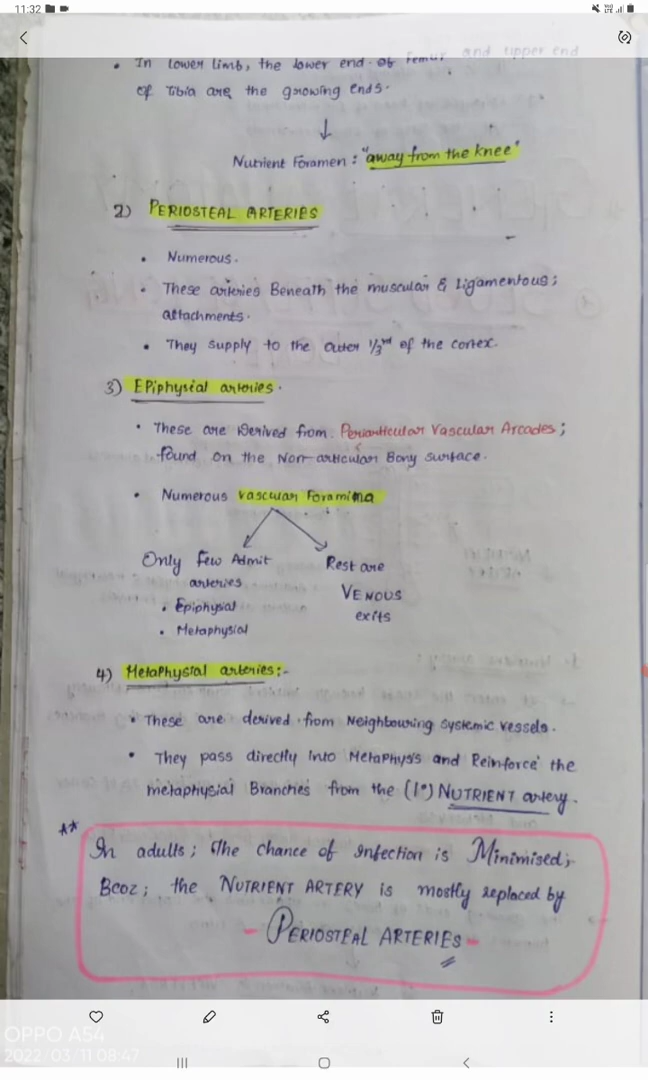 11:32
In lower limb, the lower end of Femur and upper end
of Tibia are the growing ends.
↓
Nutrient Foramen : "away from the knee"
2) PERIOSTEAL ARTERIES
• Numerous.
• These arteries Beneath the muscular & Ligamentous;
attachments.
• They supply to the outer 1/3rd of the cortex.
3) Epiphysial arteries.
• These are Derived from Periarticular Vascular Arcades;
found on the Non-articular Bony surface.
• Numerous Vascular Foramina
Only few Admit
arteries
• Epiphysial
• Metaphysial
Rest are
VENOUS
exits
4) Metaphysial arteries:-
• These are derived from Neighbouring systemic vessels.
• They pass directly into Metaphysis and Reinforce the
metaphysial Branches from the (1°) NUTRIENT artery.
** In adults; The chance of Infection is Minimised;
Bcoz; the NUTRIENT ARTERY is mostly replaced by
- PERIOSTEAL ARTERIES -
OPPO A54
2022/03/11 08:47